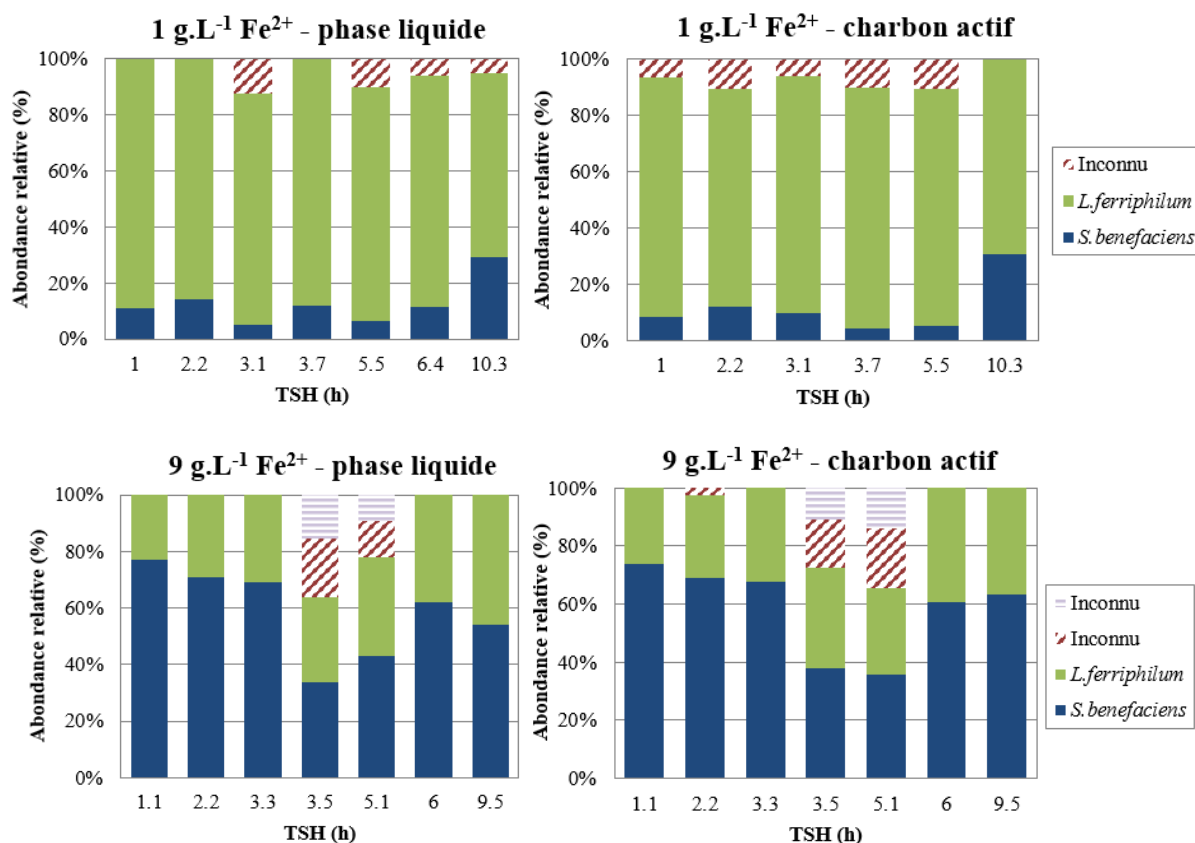 1 g.L⁻¹ Fe²⁺ - phase liquide
Abondance relative (%)
100%
80%
60%
40%
20%
0%
1 2.2 3.1 3.7 5.5 6.4 10.3
TSH (h)
1 g.L⁻¹ Fe²⁺ - charbon actif
Abondance relative (%)
100%
80%
60%
40%
20%
0%
1 2.2 3.1 3.7 5.5 10.3
TSH (h)
Inconnu
L.ferriphilum
S.benefaciens
9 g.L⁻¹ Fe²⁺ - phase liquide
Abondance relative (%)
100%
80%
60%
40%
20%
0%
1.1 2.2 3.3 3.5 5.1 6 9.5
TSH (h)
9 g.L⁻¹ Fe²⁺ - charbon actif
Abondance relative (%)
100%
80%
60%
40%
20%
0%
1.1 2.2 3.3 3.5 5.1 6 9.5
TSH (h)
Inconnu
Inconnu
L.ferriphilum
S.benefaciens